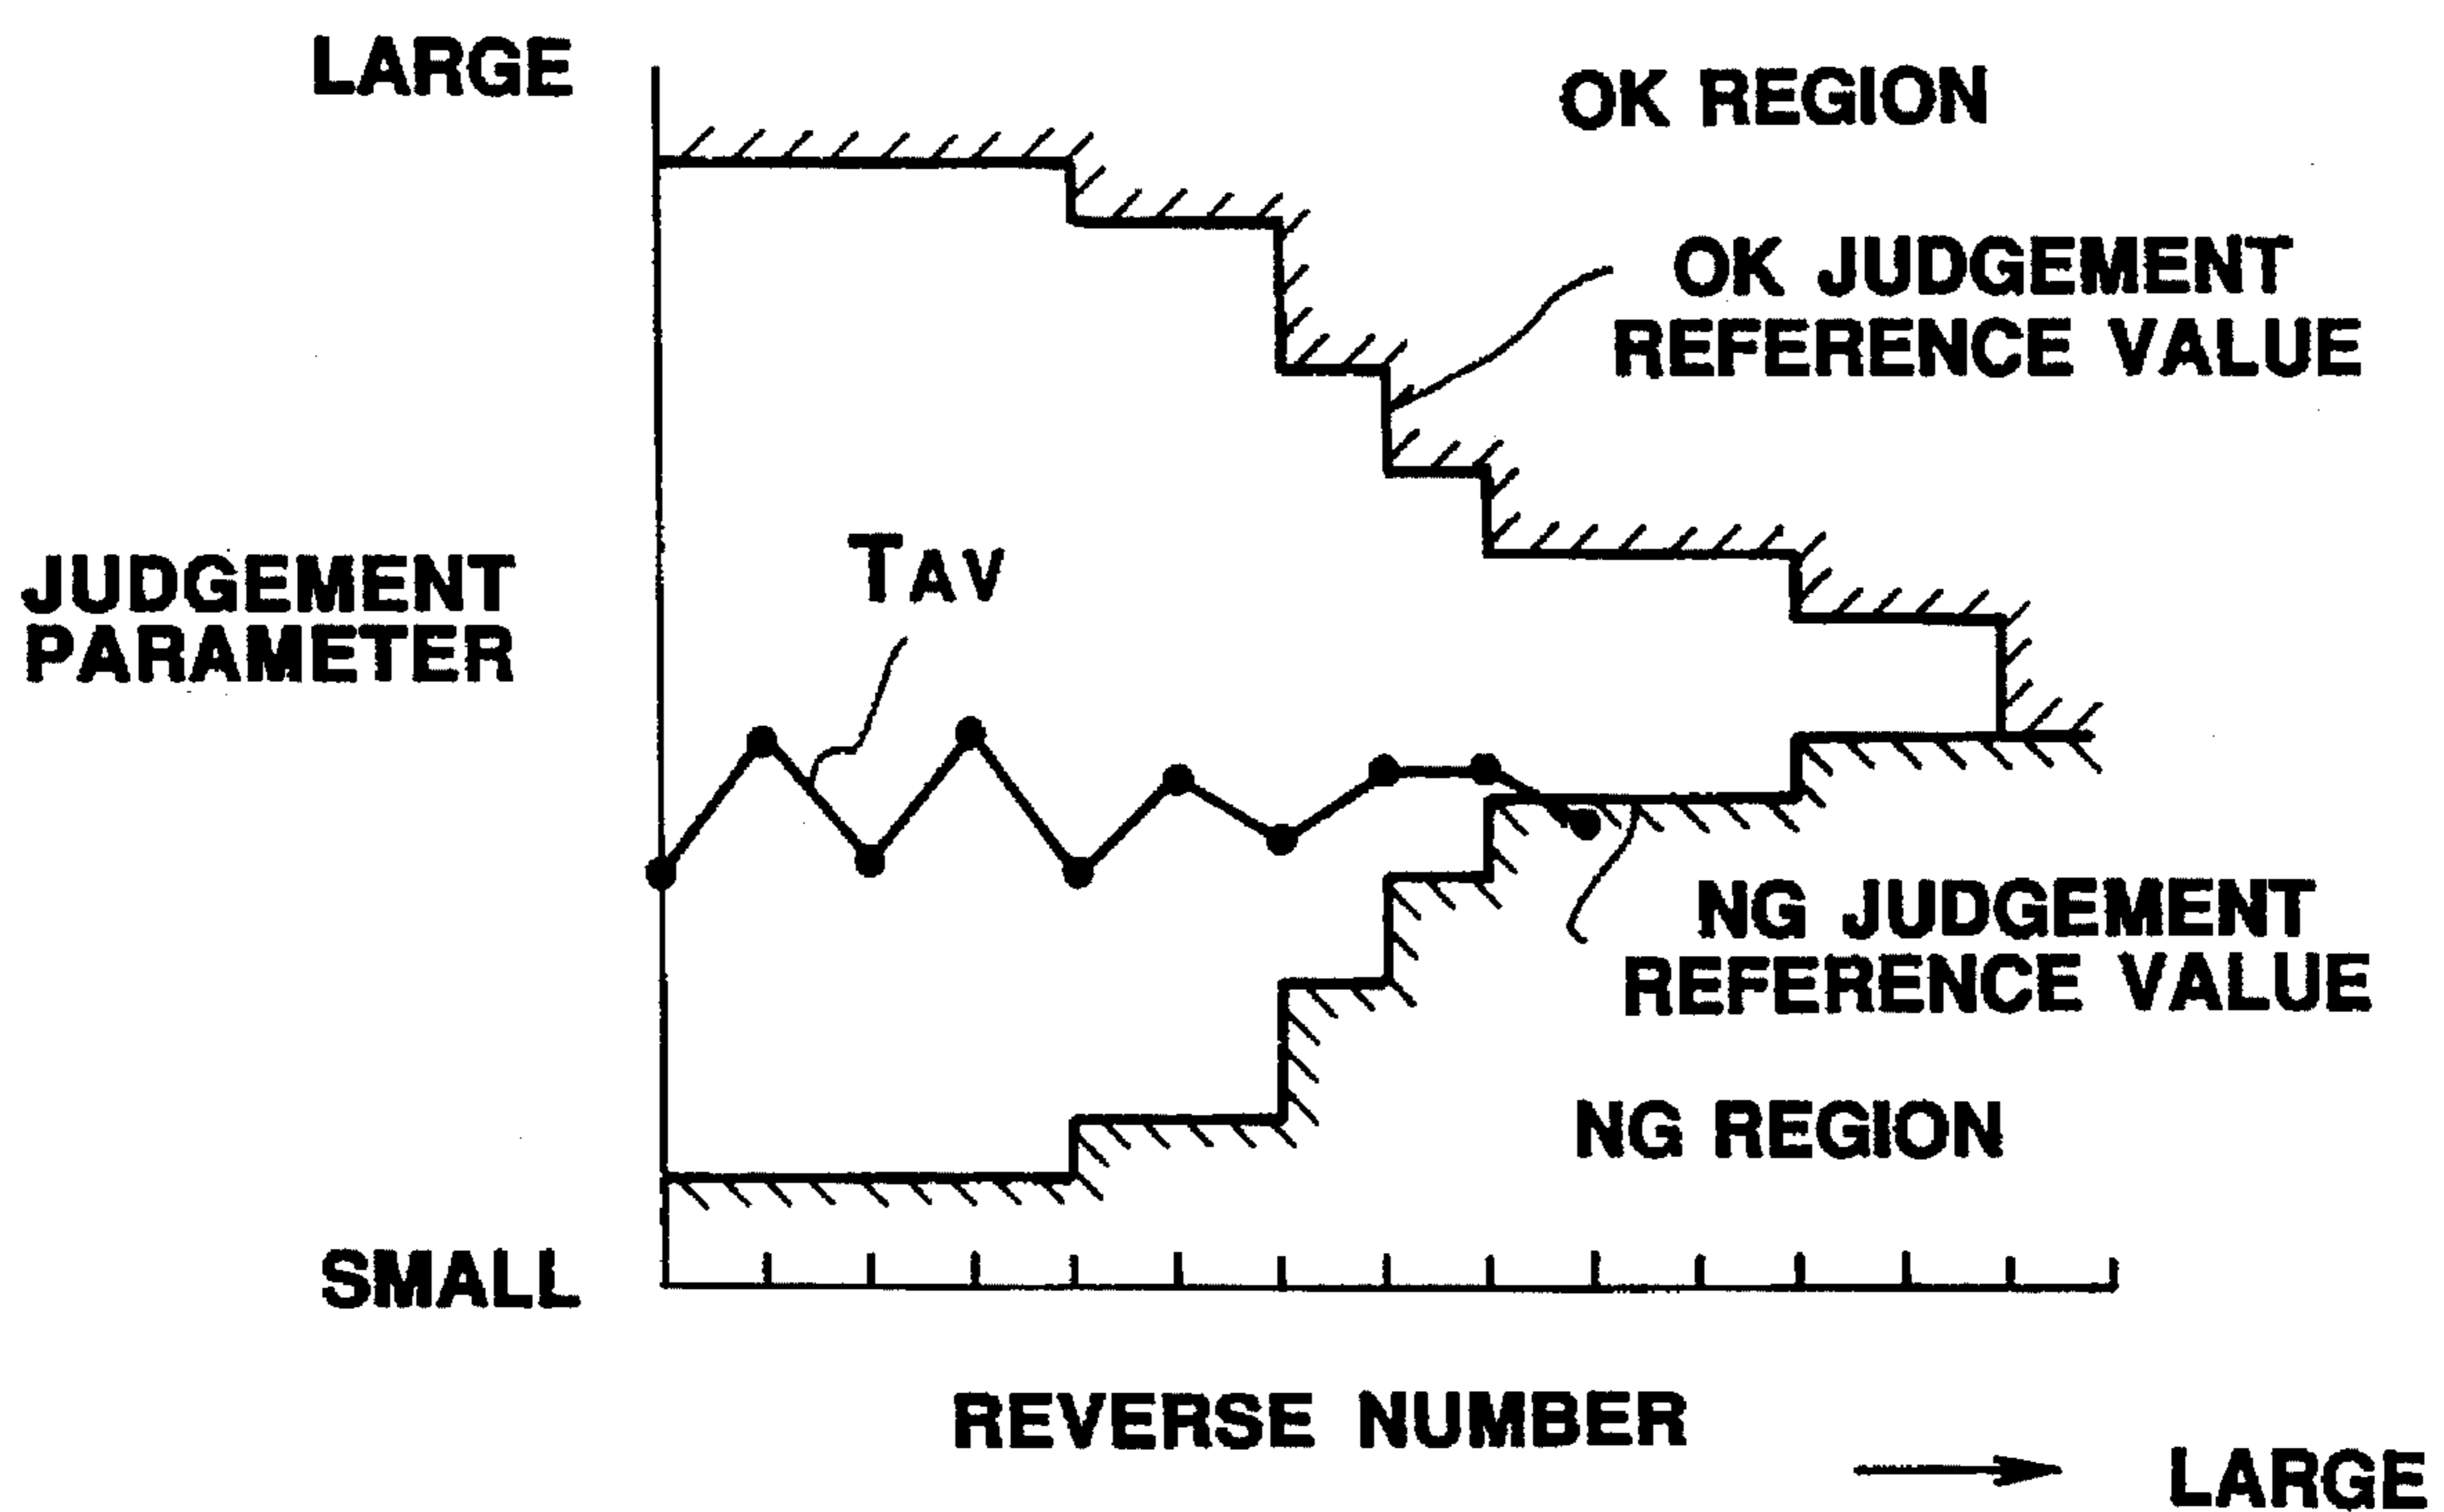 LARGE
OK REGION
OK JUDGEMENT
REFERENCE VALUE
JUDGEMENT
PARAMETER
TAV
NG JUDGEMENT
REFERENCE VALUE
NG REGION
SMALL
REVERSE NUMBER
LARGE